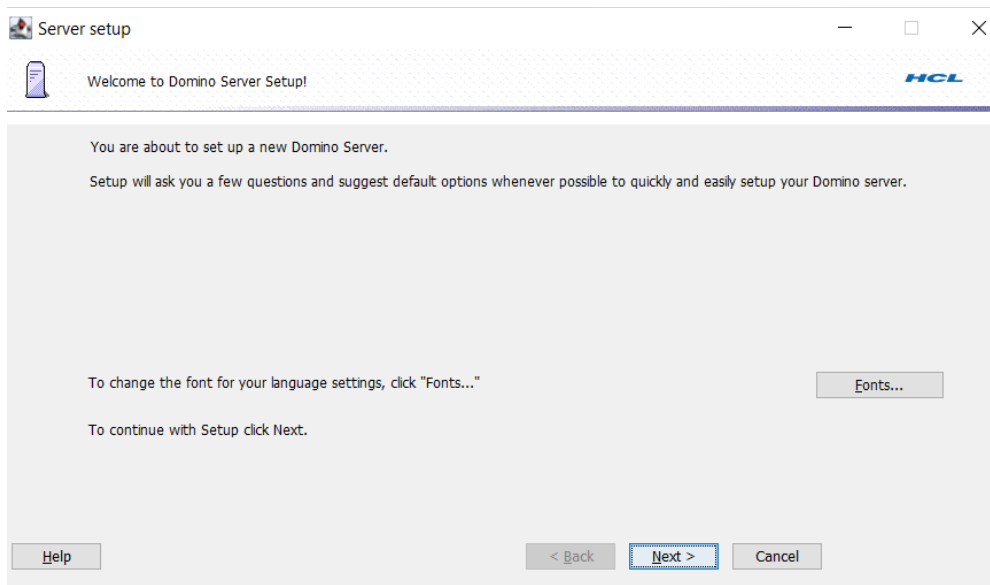 Server setup
Welcome to Domino Server Setup!
HCL
You are about to set up a new Domino Server.
Setup will ask you a few questions and suggest default options whenever possible to quickly and easily setup your Domino server.
To change the font for your language settings, click "Fonts..."
Fonts...
To continue with Setup click Next.
Help
< Back
Next >
Cancel